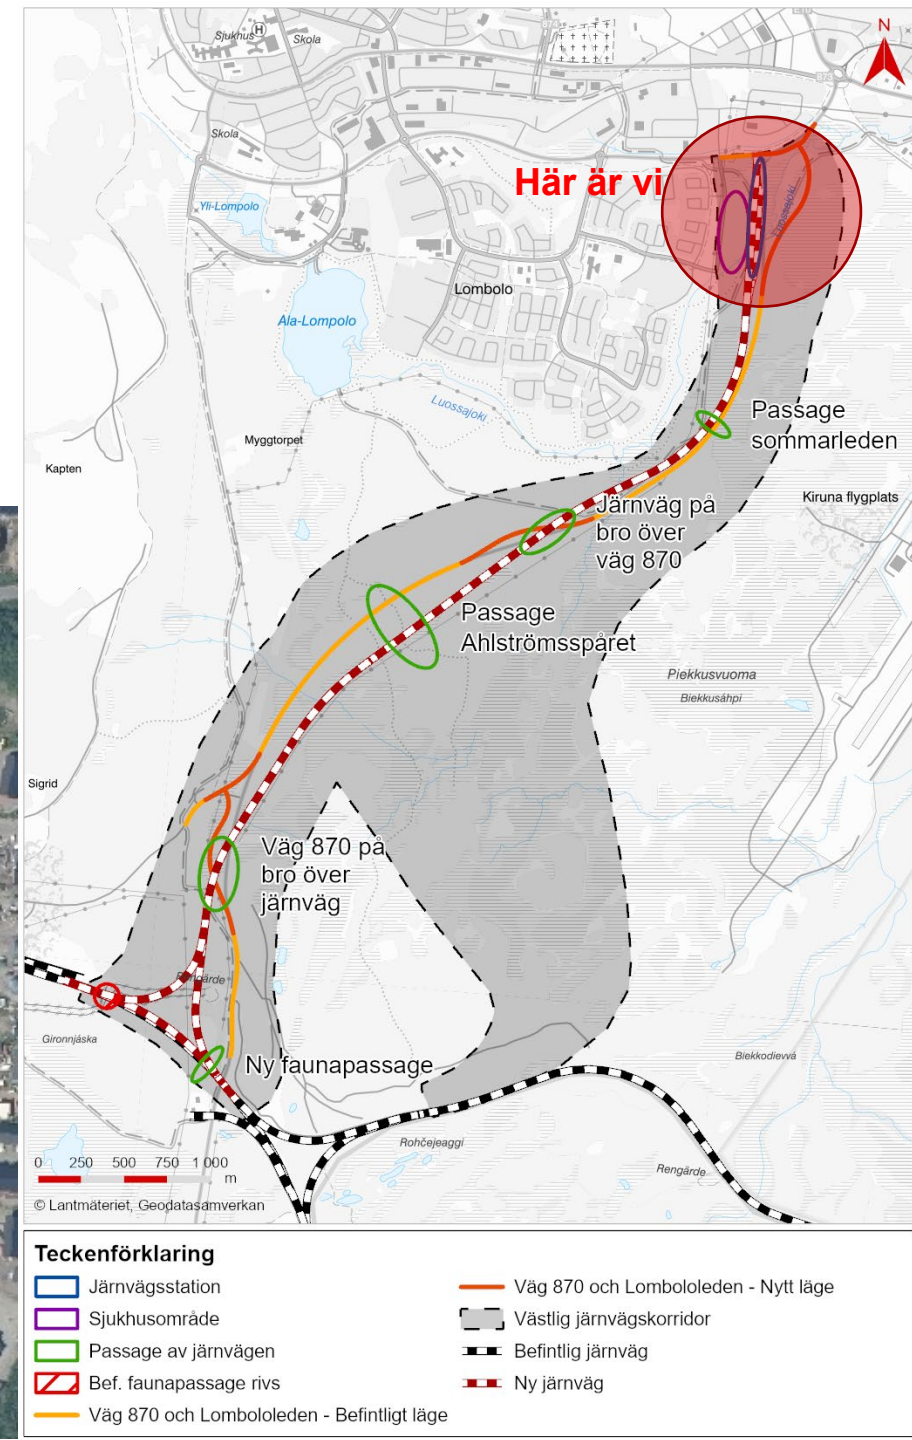 Sjukhus
H
Skola
874
N
873
Skola
Här är vi
Yli-Lompolo
Luossajoki
Lombolo
Ala-Lompolo
Luossajoki
Passage
sommarleden
Myggtorpet
Kapten
Kiruna flygplats
Järnväg på
bro över
väg 870
Passage
Ahlströmsspåret
Piekkusvuoma
Biekkusáhpi
Sigrid
Väg 870 på
bro över
järnväg
Rengärde
Gironnjáska
Ny faunapassage
Biekkodievvá
Rohčejeaggi
Rengärde
0 250 500 750 1 000
m
© Lantmäteriet, Geodatasamverkan
Teckenförklaring
Järnvägsstation
Sjukhusområde
Passage av järnvägen
Bef. faunapassage rivs
Väg 870 och Lombololeden - Befintligt läge
Väg 870 och Lombololeden - Nytt läge
Västlig järnvägskorridor
Befintlig järnväg
Ny järnväg